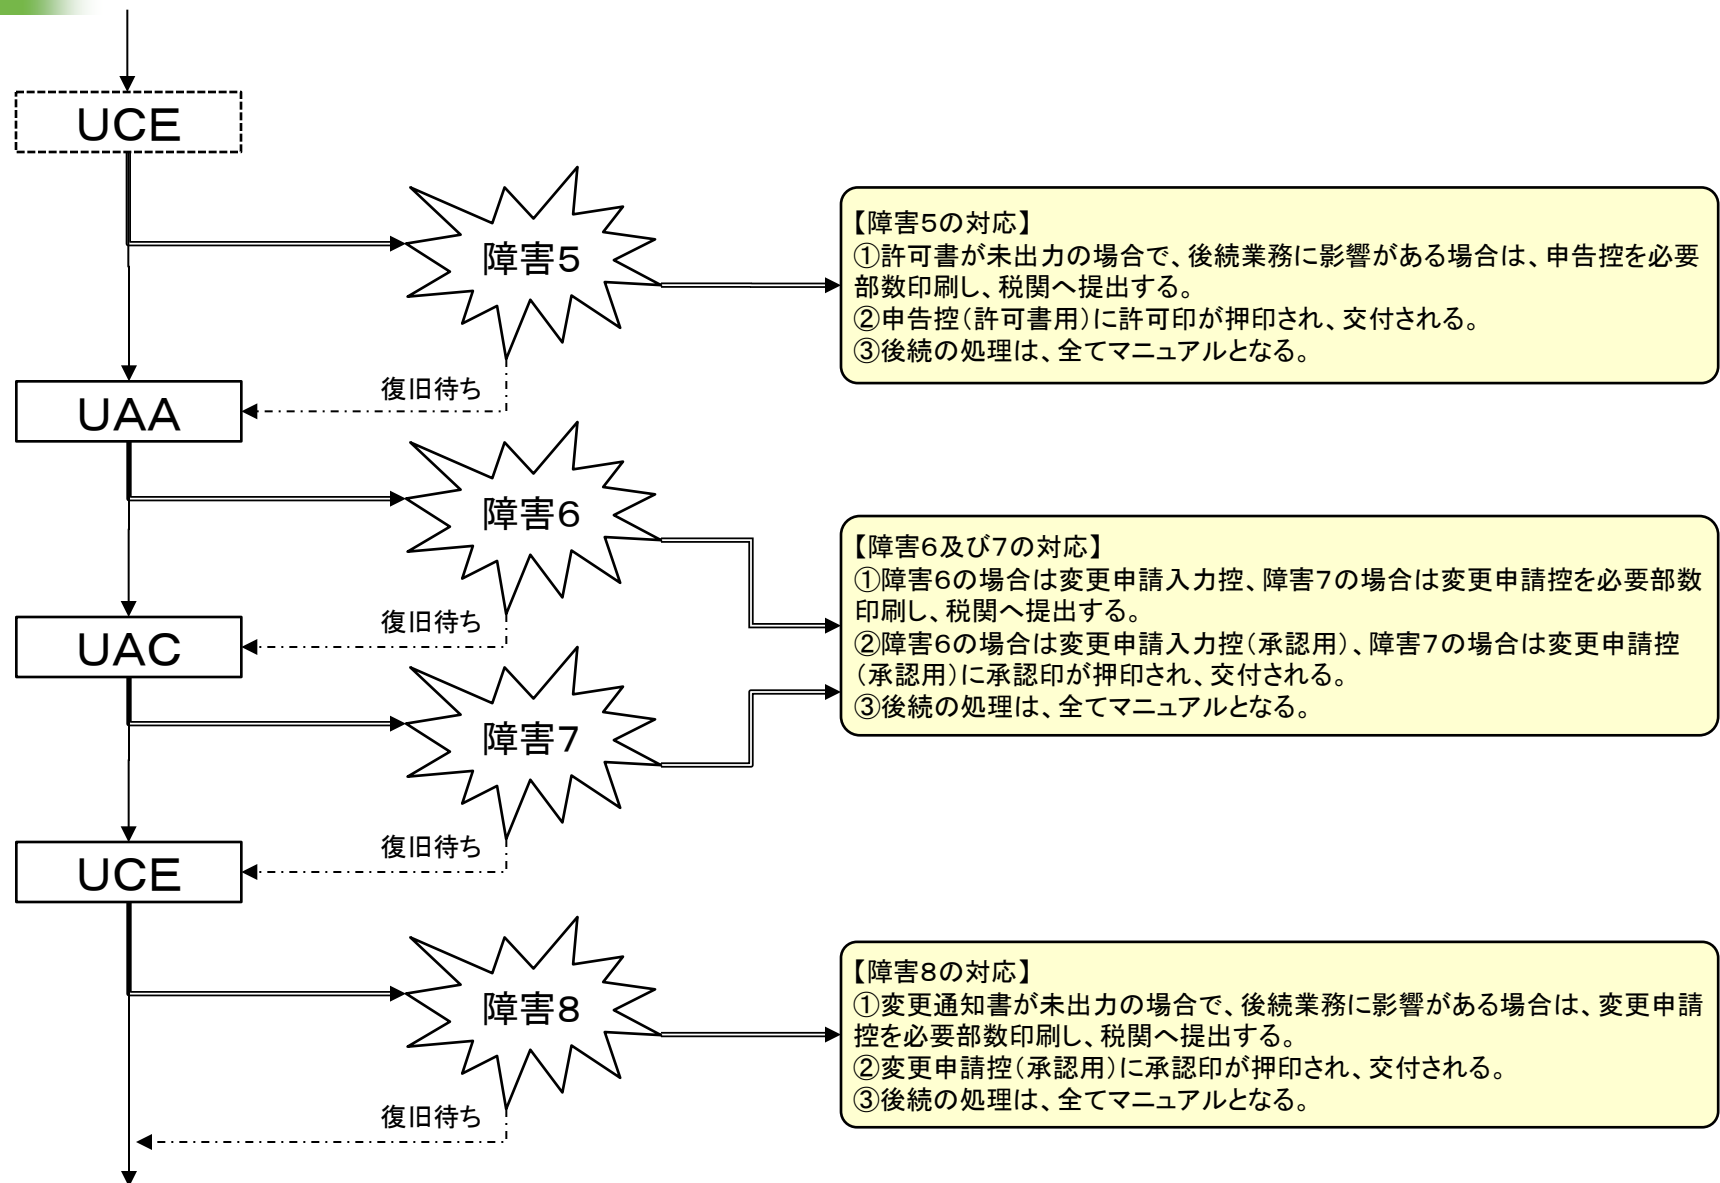 ＵＣＥ
障害５
【障害５の対応】
①許可書が未出力の場合で、後続業務に影響がある場合は、申告控を必要
部数印刷し、税関へ提出する。
②申告控（許可書用）に許可印が押印され、交付される。
③後続の処理は、全てマニュアルとなる。
復旧待ち
ＵＡＡ
障害６
【障害６及び７の対応】
①障害６の場合は変更申請入力控、障害７の場合は変更申請控を必要部数
印刷し、税関へ提出する。
②障害６の場合は変更申請入力控（承認用）、障害７の場合は変更申請控
（承認用）に承認印が押印され、交付される。
③後続の処理は、全てマニュアルとなる。
復旧待ち
ＵＡＣ
障害７
復旧待ち
ＵＣＥ
障害８
【障害８の対応】
①変更通知書が未出力の場合で、後続業務に影響がある場合は、変更申請
控を必要部数印刷し、税関へ提出する。
②変更申請控（承認用）に承認印が押印され、交付される。
③後続の処理は、全てマニュアルとなる。
復旧待ち